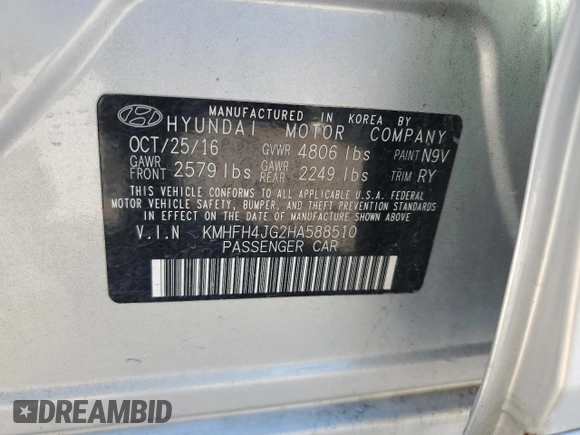 MANUFACTURED IN KOREA BY
HYUNDAI MOTOR COMPANY
OCT/25/16 GVWR 4806 lbs PAINT N9V
GAWR FRONT 2579 lbs GAWR REAR 2249 lbs TRIM RY
THIS VEHICLE CONFORMS TO ALL APPLICABLE U.S.A. FEDERAL
MOTOR VEHICLE SAFETY, BUMPER, AND THEFT PREVENTION STANDARDS
IN EFFECT ON THE DATE OF MANUFACTURE SHOWN ABOVE
V.I.N KMHFH4JG2HA588510
PASSENGER CAR
DREAMBID